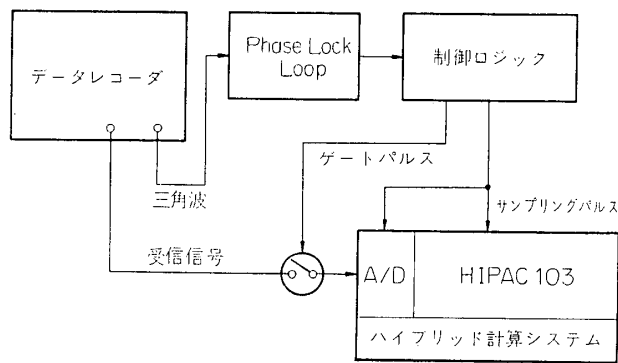 データレコーダ
Phase Lock
Loop
制御ロジック
ゲートパルス
三角波
サンプリングパルス
受信信号
A/D
HIPAC 103
ハイブリッド計算システム